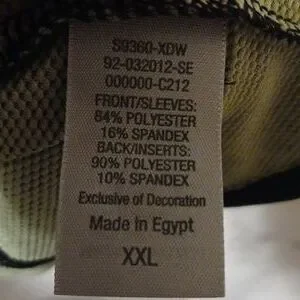 S9360-XDW
92-032012-SE
000000-C212
FRONT/SLEEVES:
84% POLYESTER
16% SPANDEX
BACK/INSERTS:
90% POLYESTER
10% SPANDEX
Exclusive of Decoration
Made in Egypt
XXL